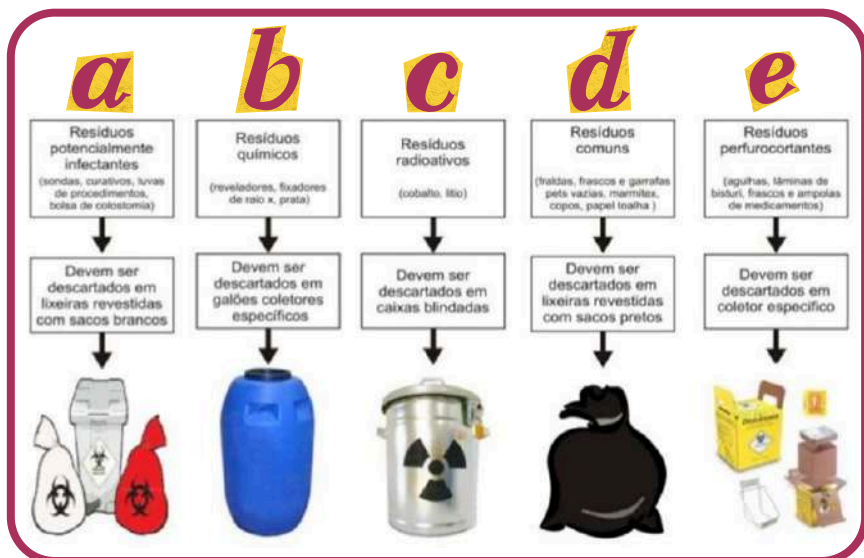 a
b
c
d
e
Resíduos
potencialmente
infectantes
(sondas, curativos, luvas
de procedimentos,
bolsa de colostomia)
Resíduos
químicos
(reveladores, fixadores
de raio x, prata)
Resíduos
radioativos
(cobalto, lítio)
Resíduos
comuns
(fraldas, frascos e garrafas
pets vazias, marmitex,
copos, papel toalha )
Resíduos
perfurocortantes
(agulhas, lâminas de
bisturi, frascos e ampolas
de medicamentos)
Devem ser
descartados em
lixeiras revestidas
com sacos brancos
Devem ser
descartados em
galões coletores
específicos
Devem ser
descartados em
caixas blindadas
Devem ser
descartados em
lixeiras revestidas
com sacos pretos
Devem ser
descartados em
coletor específico